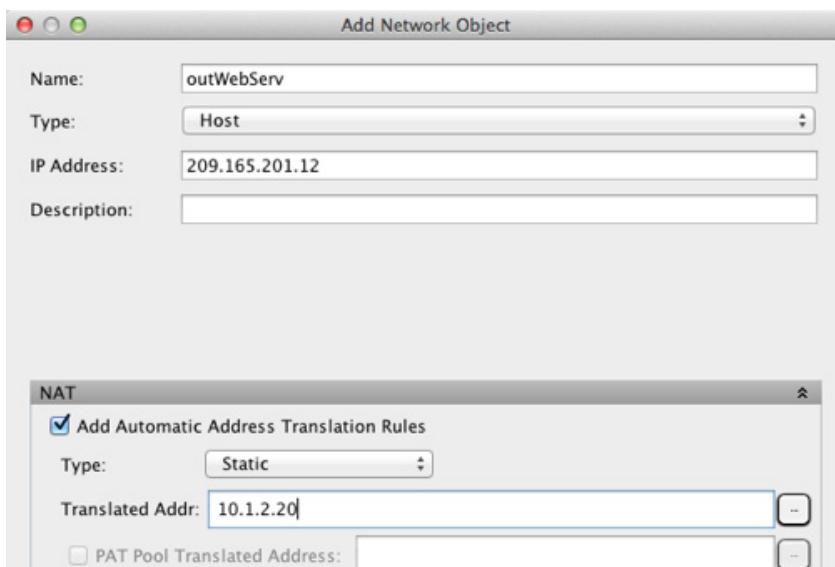 Add Network Object
Name: outWebServ
Type: Host
IP Address: 209.165.201.12
Description:
NAT
Add Automatic Address Translation Rules
Type: Static
Translated Addr: 10.1.2.20
PAT Pool Translated Address: